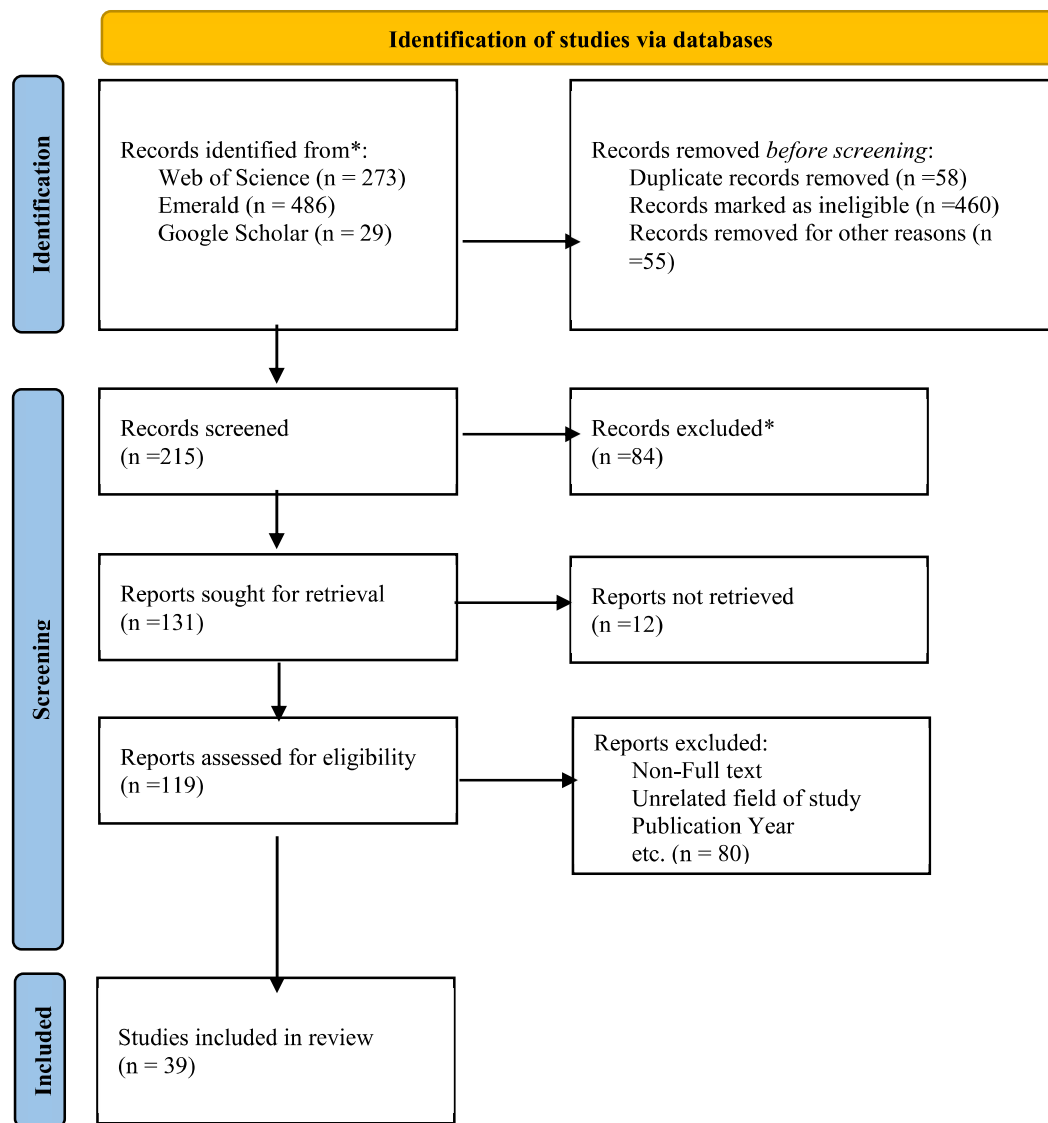 Identification of studies via databases
Identification
Records identified from*:
Web of Science (n = 273)
Emerald (n = 486)
Google Scholar (n = 29)
Records removed before screening:
Duplicate records removed (n =58)
Records marked as ineligible (n =460)
Records removed for other reasons (n
=55)
Screening
Records screened
(n =215)
Records excluded*
(n =84)
Reports sought for retrieval
(n =131)
Reports not retrieved
(n =12)
Reports assessed for eligibility
(n =119)
Reports excluded:
Non-Full text
Unrelated field of study
Publication Year
etc. (n = 80)
Included
Studies included in review
(n = 39)